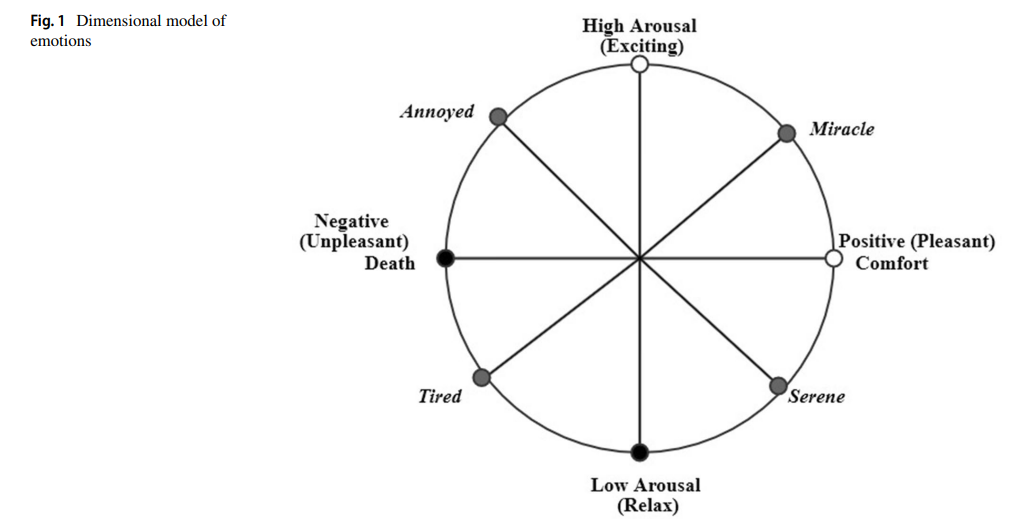 Fig. 1 Dimensional model of
emotions
High Arousal
(Exciting)
Annoyed
Miracle
Negative
(Unpleasant)
Death
Positive (Pleasant)
Comfort
Tired
Serene
Low Arousal
(Relax)